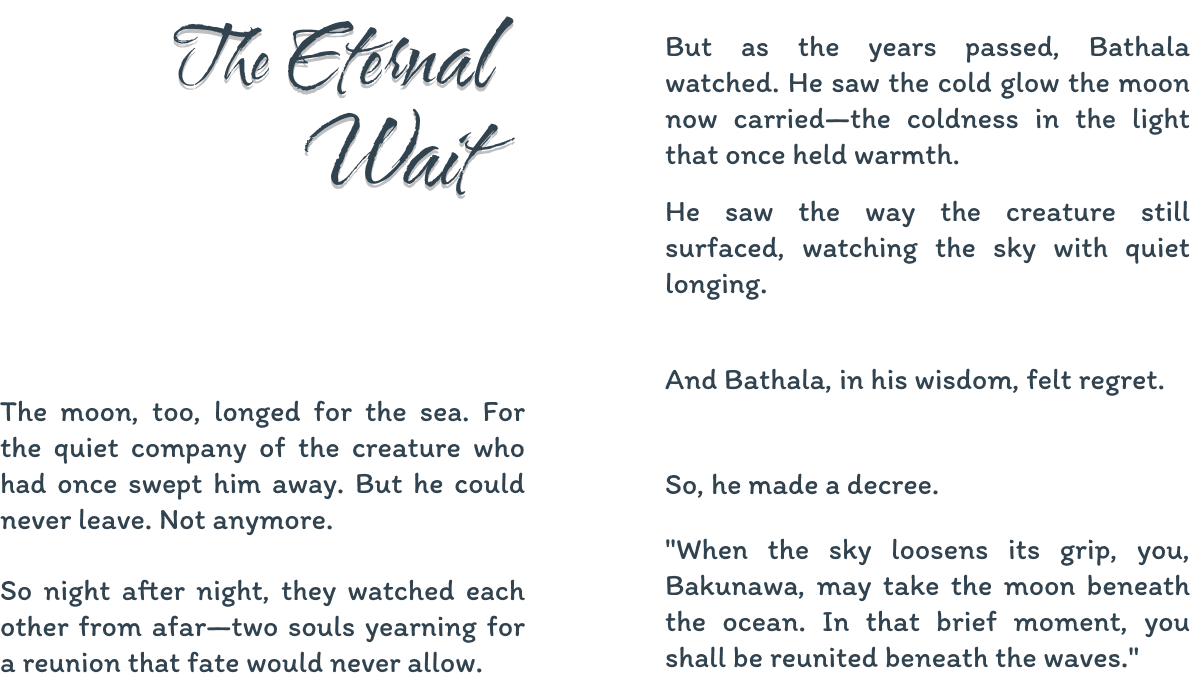 The Eternal
Wait
The moon, too, longed for the sea. For
the quiet company of the creature who
had once swept him away. But he could
never leave. Not anymore.
So night after night, they watched each
other from afar—two souls yearning for
a reunion that fate would never allow.
But as the years passed, Bathala
watched. He saw the cold glow the moon
now carried—the coldness in the light
that once held warmth.
He saw the way the creature still
surfaced, watching the sky with quiet
longing.
And Bathala, in his wisdom, felt regret.
So, he made a decree.
"When the sky loosens its grip, you,
Bakunawa, may take the moon beneath
the ocean. In that brief moment, you
shall be reunited beneath the waves."